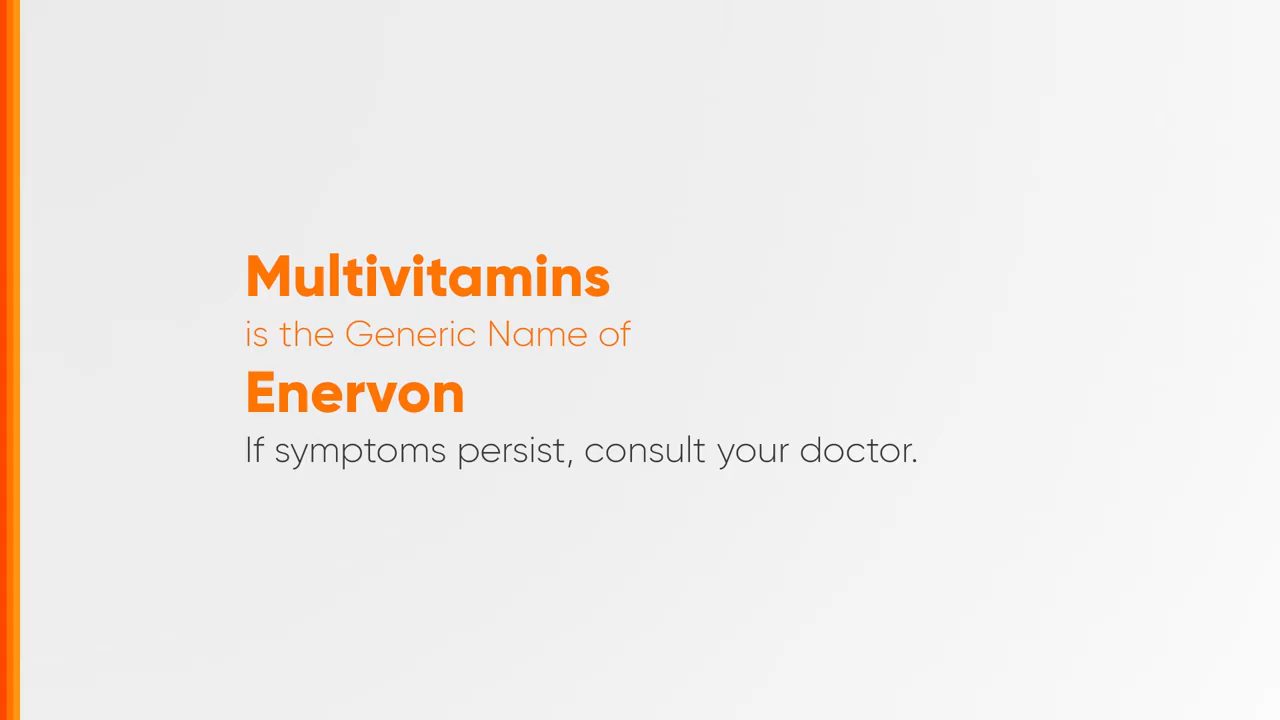 Multivitamins
is the Generic Name of
Enervon
If symptoms persist, consult your doctor.